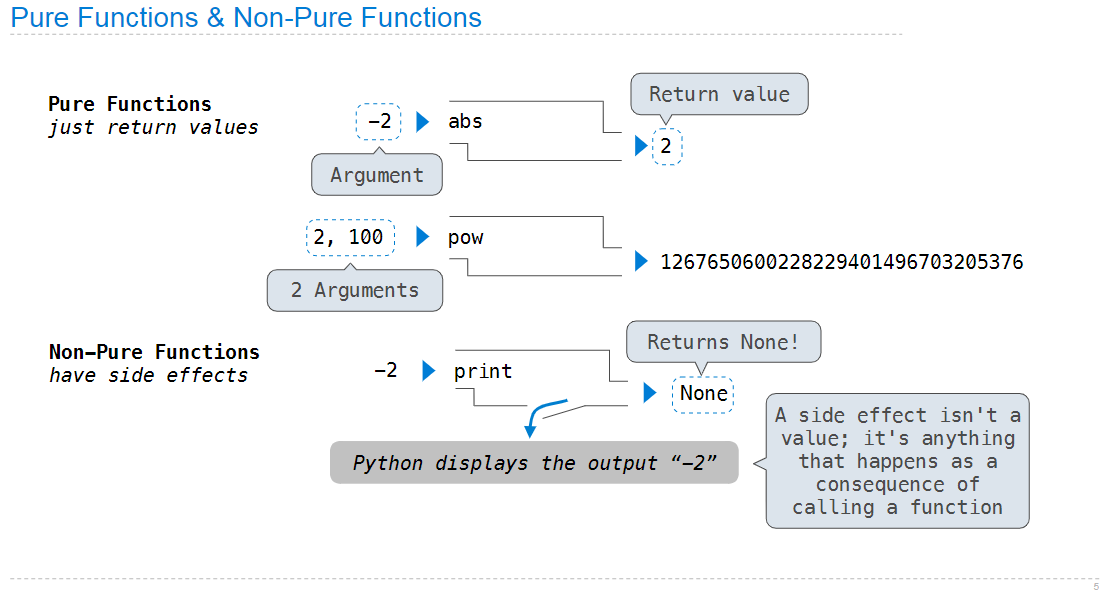 Pure Functions & Non-Pure Functions
Pure Functions
just return values
-2
abs
Return value
2
Argument
2, 100
pow
1267650600228229401496703205376
2 Arguments
Non-Pure Functions
have side effects
-2
print
Returns None!
None
Python displays the output “-2”
A side effect isn't a
value; it's anything
that happens as a
consequence of
calling a function
5